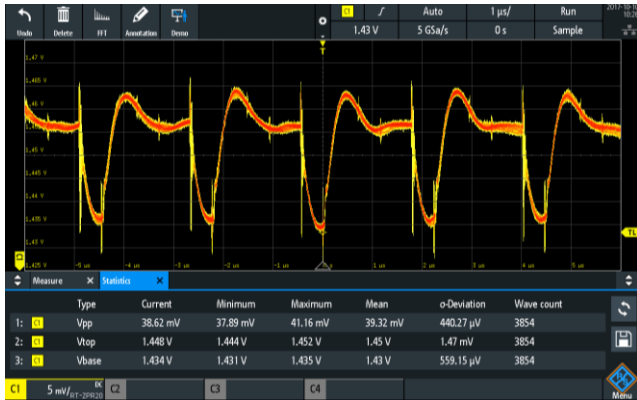 Undo Delete FFT Annotation Demo
C1 Auto 1 µs/ Run
1.43 V 5 GSa/s 0 s Sample
T
1.47 V
1.465 V
1.46 V
1.45 V
1.44 V
1.435 V
1.43 V
1.425 V
TL
C1
-5 µs -4 µs -3 µs -2 µs -1 µs 1 µs 2 µs 3 µs 4 µs 5 µs
Measure X Statistics X
Type Current Minimum Maximum Mean σ-Deviation Wave count
1: C1 Vpp 38.62 mV 37.89 mV 41.16 mV 39.32 mV 440.27 µV 3854
2: C1 Vtop 1.448 V 1.444 V 1.452 V 1.45 V 1.47 mV 3854
3: C1 Vbase 1.434 V 1.431 V 1.435 V 1.43 V 559.15 µV 3854
C1 5 mV/ RT-ZPR20 C2 C3 C4 Menu